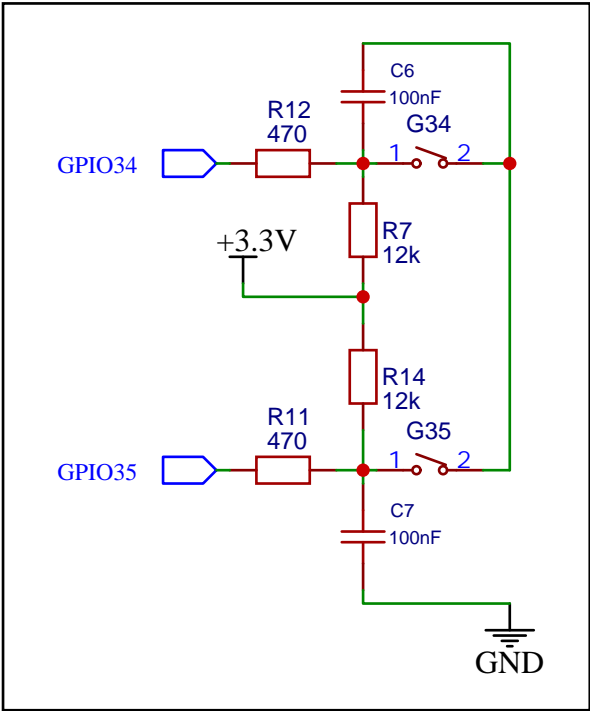 C6
100nF
R12
470
G34
GPIO34
1
2
R7
12k
+3.3V
R14
12k
R11
470
G35
GPIO35
1
2
C7
100nF
GND